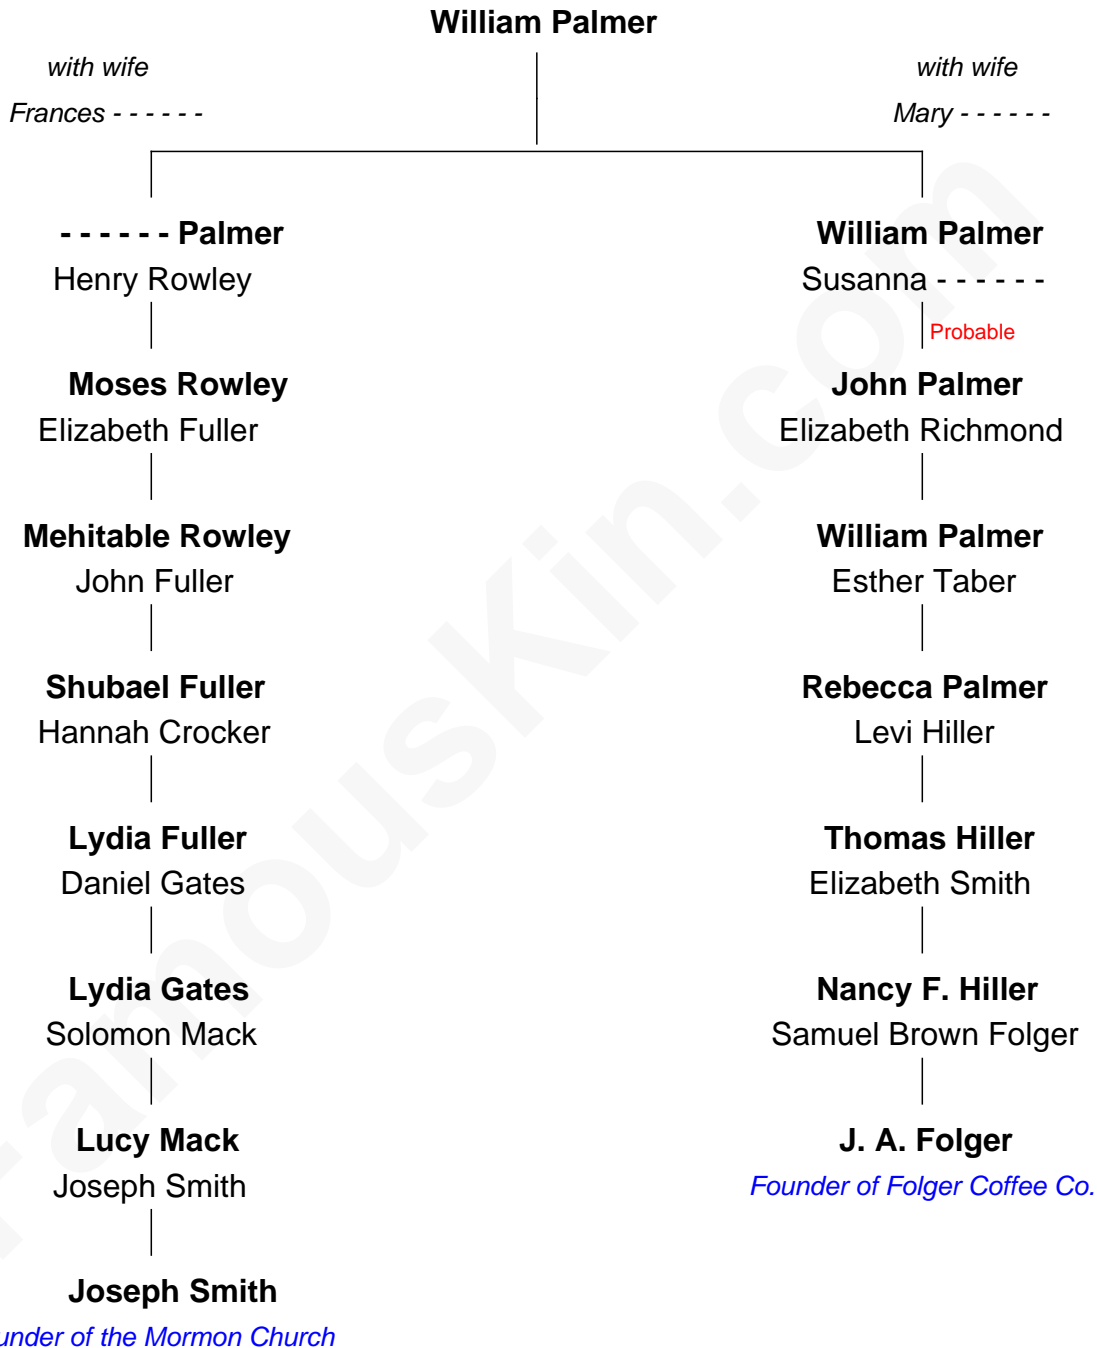 William Palmer
with wife
Frances - - - - - -
with wife
Mary - - - - - -
- - - - - - Palmer
Henry Rowley
William Palmer
Susanna - - - - - -
Probable
Moses Rowley
Elizabeth Fuller
John Palmer
Elizabeth Richmond
Mehitable Rowley
John Fuller
William Palmer
Esther Taber
Shubael Fuller
Hannah Crocker
Rebecca Palmer
Levi Hiller
Lydia Fuller
Daniel Gates
Thomas Hiller
Elizabeth Smith
Lydia Gates
Solomon Mack
Nancy F. Hiller
Samuel Brown Folger
Lucy Mack
Joseph Smith
J. A. Folger
Founder of Folger Coffee Co.
Joseph Smith
under of the Mormon Church
FamousKin.com